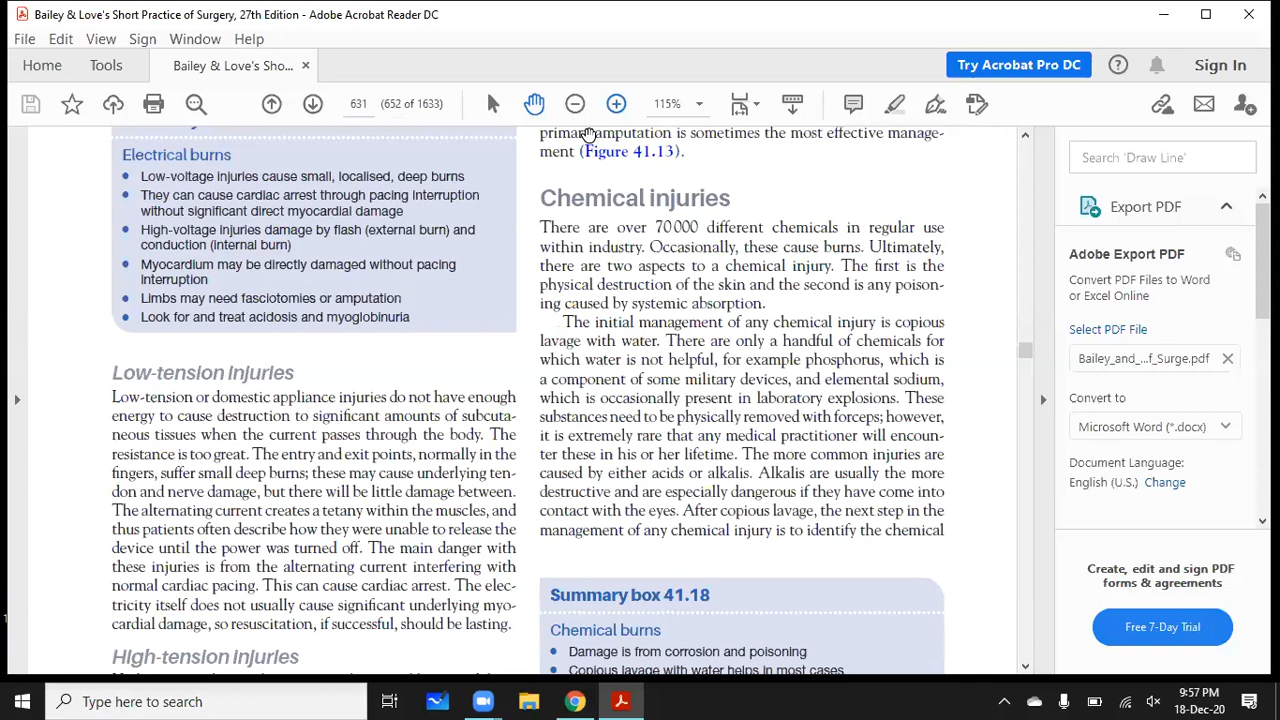 Bailey & Love's Short Practice of Surgery, 27th Edition - Adobe Acrobat Reader DC
File Edit View Sign Window Help
Home Tools Bailey & Love's Sho... × Try Acrobat Pro DC Sign In
631 (652 of 1633) 115%
Electrical burns
• Low-voltage injuries cause small, localised, deep burns
• They can cause cardiac arrest through pacing interruption
without significant direct myocardial damage
• High-voltage injuries damage by flash (external burn) and
conduction (internal burn)
• Myocardium may be directly damaged without pacing
interruption
• Limbs may need fasciotomies or amputation
• Look for and treat acidosis and myoglobinuria
Low-tension injuries
Low-tension or domestic appliance injuries do not have enough
energy to cause destruction to significant amounts of subcuta-
neous tissues when the current passes through the body. The
resistance is too great. The entry and exit points, normally in the
fingers, suffer small deep burns; these may cause underlying ten-
don and nerve damage, but there will be little damage between.
The alternating current creates a tetany within the muscles, and
thus patients often describe how they were unable to release the
device until the power was turned off. The main danger with
these injuries is from the alternating current interfering with
normal cardiac pacing. This can cause cardiac arrest. The elec-
tricity itself does not usually cause significant underlying myo-
cardial damage, so resuscitation, if successful, should be lasting.
High-tension injuries
primary amputation is sometimes the most effective manage-
ment (Figure 41.13).
Chemical injuries
There are over 70 000 different chemicals in regular use
within industry. Occasionally, these cause burns. Ultimately,
there are two aspects to a chemical injury. The first is the
physical destruction of the skin and the second is any poison-
ing caused by systemic absorption.
The initial management of any chemical injury is copious
lavage with water. There are only a handful of chemicals for
which water is not helpful, for example phosphorus, which is
a component of some military devices, and elemental sodium,
which is occasionally present in laboratory explosions. These
substances need to be physically removed with forceps; however,
it is extremely rare that any medical practitioner will encoun-
ter these in his or her lifetime. The more common injuries are
caused by either acids or alkalis. Alkalis are usually the more
destructive and are especially dangerous if they have come into
contact with the eyes. After copious lavage, the next step in the
management of any chemical injury is to identify the chemical
Summary box 41.18
Chemical burns
• Damage is from corrosion and poisoning
• Copious lavage with water helps in most cases
Search 'Draw Line'
Export PDF
Adobe Export PDF
Convert PDF Files to Word
or Excel Online
Select PDF File
Bailey_and_...f_Surge.pdf ×
Convert to
Microsoft Word (*.docx)
Document Language:
English (U.S.) Change
Create, edit and sign PDF
forms & agreements
Free 7-Day Trial
Type here to search
9:57 PM
18-Dec-20